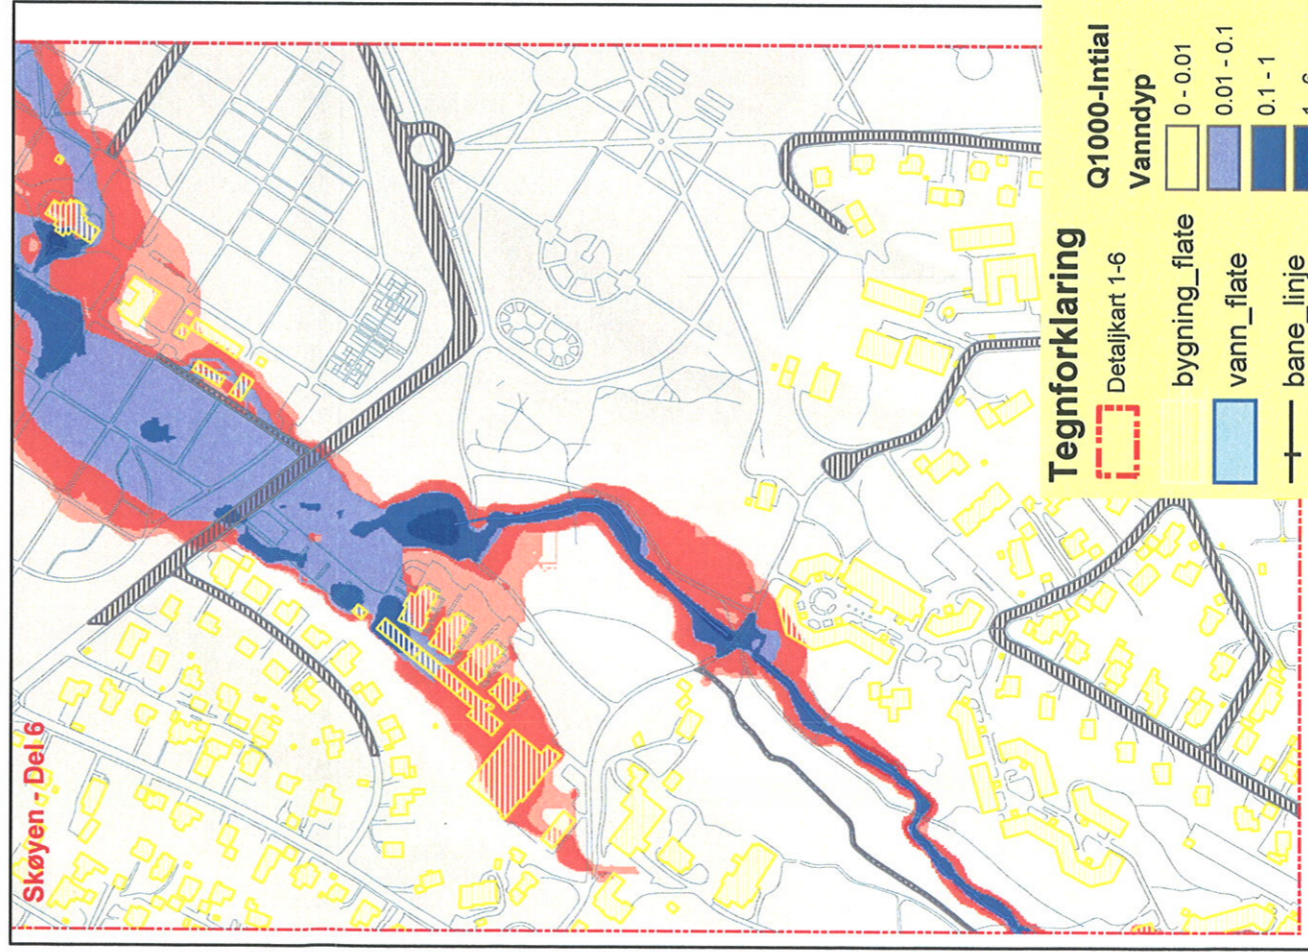 Skøyen - Del 6
Tegnforklaring
Detaljkart 1-6
bygning_flate
vann_flate
bane_linje
Q1000-Intial
Vanndyp
0 - 0.01
0.01 - 0.1
0.1 - 1